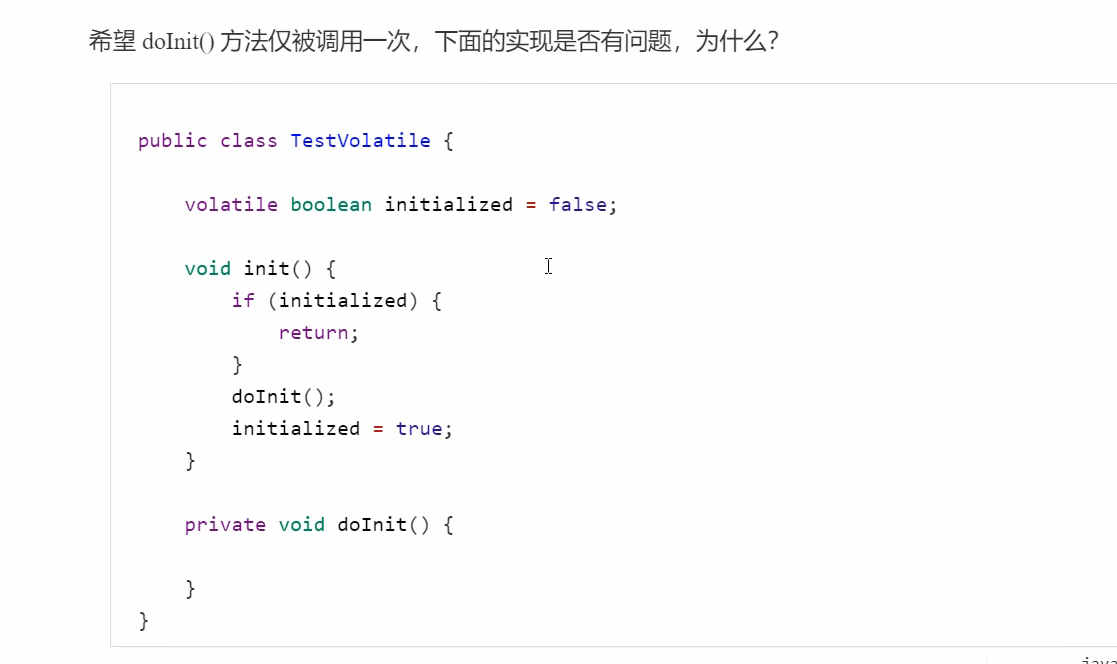 希望 doInit() 方法仅被调用一次，下面的实现是否有问题，为什么？
public class TestVolatile {
volatile boolean initialized = false;
void init() {
if (initialized) {
return;
}
doInit();
initialized = true;
}
private void doInit() {
}
}